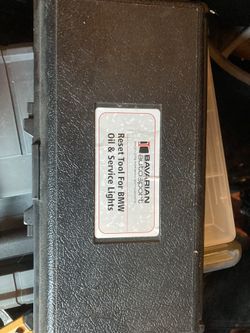 BAVARIAN
autosport
Reset Tool For BMW
Oil & Service Lights